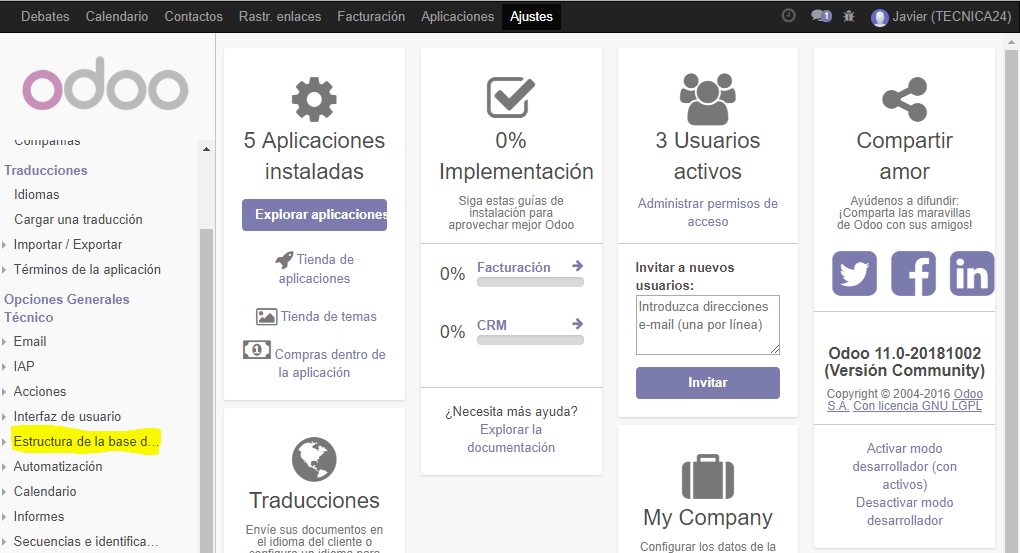 Debates Calendario Contactos Rastr. enlaces Facturación Aplicaciones Ajustes 1 Javier (TECNICA24)
odoo
Compañías
Traducciones
Idiomas
Cargar una traducción
Importar / Exportar
Términos de la aplicación
Opciones Generales
Técnico
Email
IAP
Acciones
Interfaz de usuario
Estructura de la base d...
Automatización
Calendario
Informes
Secuencias e identifica...
5 Aplicaciones
instaladas
Explorar aplicaciones
Tienda de
aplicaciones
Tienda de temas
Compras dentro de
la aplicación
Traducciones
Envíe sus documentos en
el idioma del cliente o
configure un idioma para
0%
Implementación
Siga estas guías de
instalación para
aprovechar mejor Odoo
0% Facturación
0% CRM
¿Necesita más ayuda?
Explorar la
documentación
3 Usuarios
activos
Administrar permisos de
acceso
Invitar a nuevos
usuarios:
Introduzca direcciones
e-mail (una por línea)
Invitar
My Company
Configurar los datos de la
Compartir
amor
Ayúdenos a difundir:
¡Comparta las maravillas
de Odoo con sus amigos!
Odoo 11.0-20181002
(Versión Community)
Copyright © 2004-2016 Odoo
S.A. Con licencia GNU LGPL
Activar modo
desarrollador (con
activos)
Desactivar modo
desarrollador